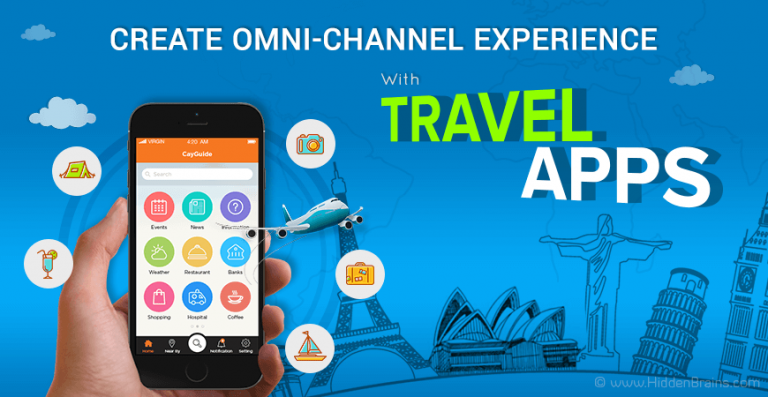 CREATE OMNI-CHANNEL EXPERIENCE
With
TRAVEL
APPS
VIRGIN 4:20 AM
CayGuide
Search
Events News Information
Weather Restaurant Banks
Shopping Hospital Coffee
Home Near by Notification Setting
© www.HiddenBrains.com